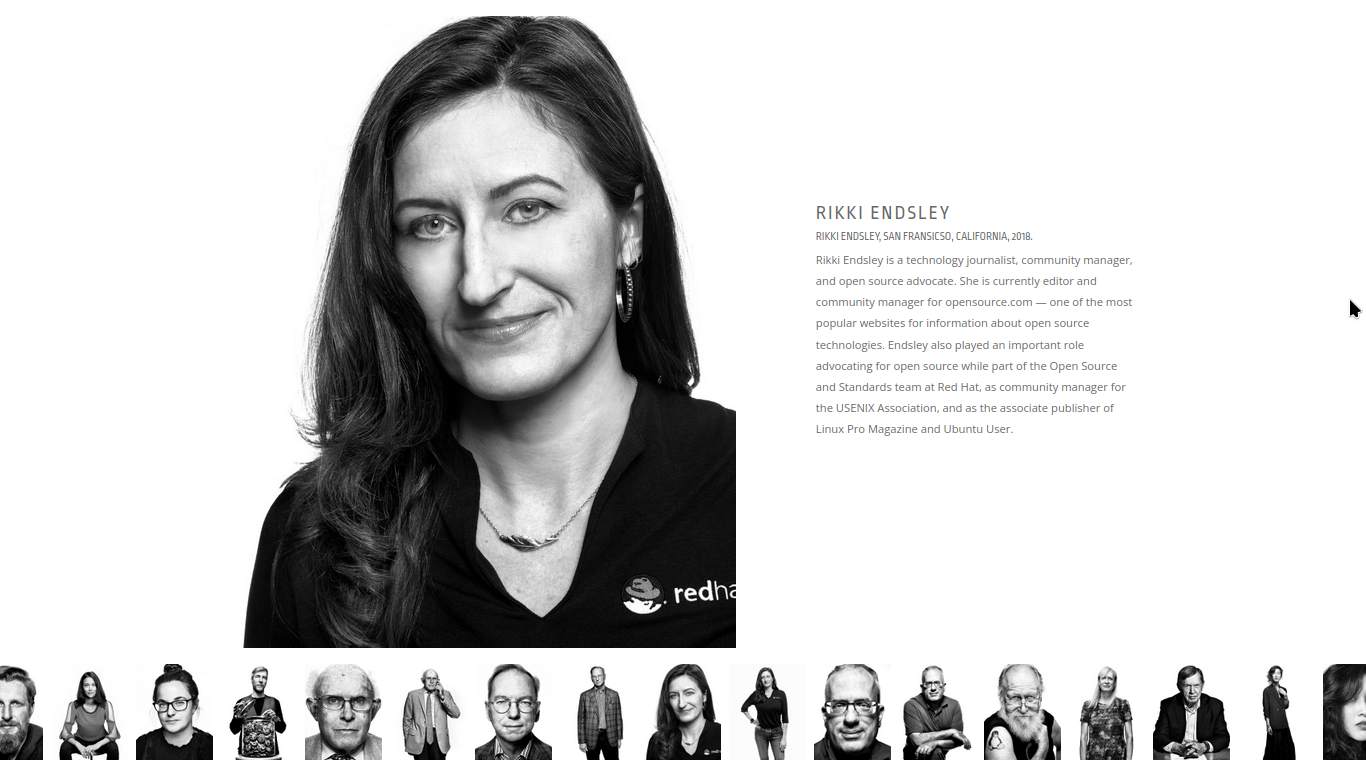 RIKKI ENDSLEY
RIKKI ENDSLEY, SAN FRANSICSO, CALIFORNIA, 2018.
Rikki Endsley is a technology journalist, community manager,
and open source advocate. She is currently editor and
community manager for opensource.com — one of the most
popular websites for information about open source
technologies. Endsley also played an important role
advocating for open source while part of the Open Source
and Standards team at Red Hat, as community manager for
the USENIX Association, and as the associate publisher of
Linux Pro Magazine and Ubuntu User.
redha